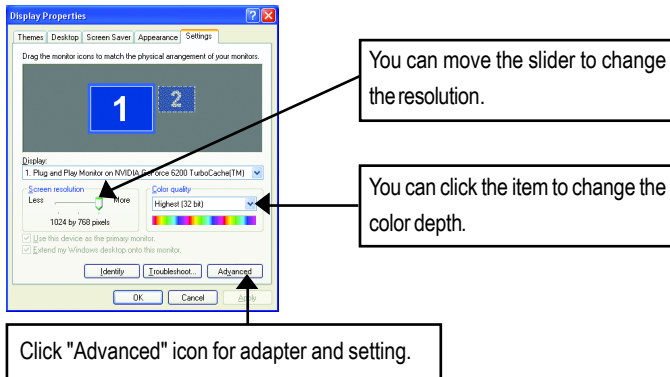 Display Properties
Themes Desktop Screen Saver Appearance Settings
Drag the monitor icons to match the physical arrangement of your monitors.
1 2
Display:
1. Plug and Play Monitor on NVIDIA GeForce 6200 TurboCache(TM)
Screen resolution
Less More
1024 by 768 pixels
Color quality
Highest (32 bit)
Use this device as the primary monitor.
Extend my Windows desktop onto this monitor.
Identify Troubleshoot... Advanced
OK Cancel Apply
You can move the slider to change
the resolution.
You can click the item to change the
color depth.
Click "Advanced" icon for adapter and setting.